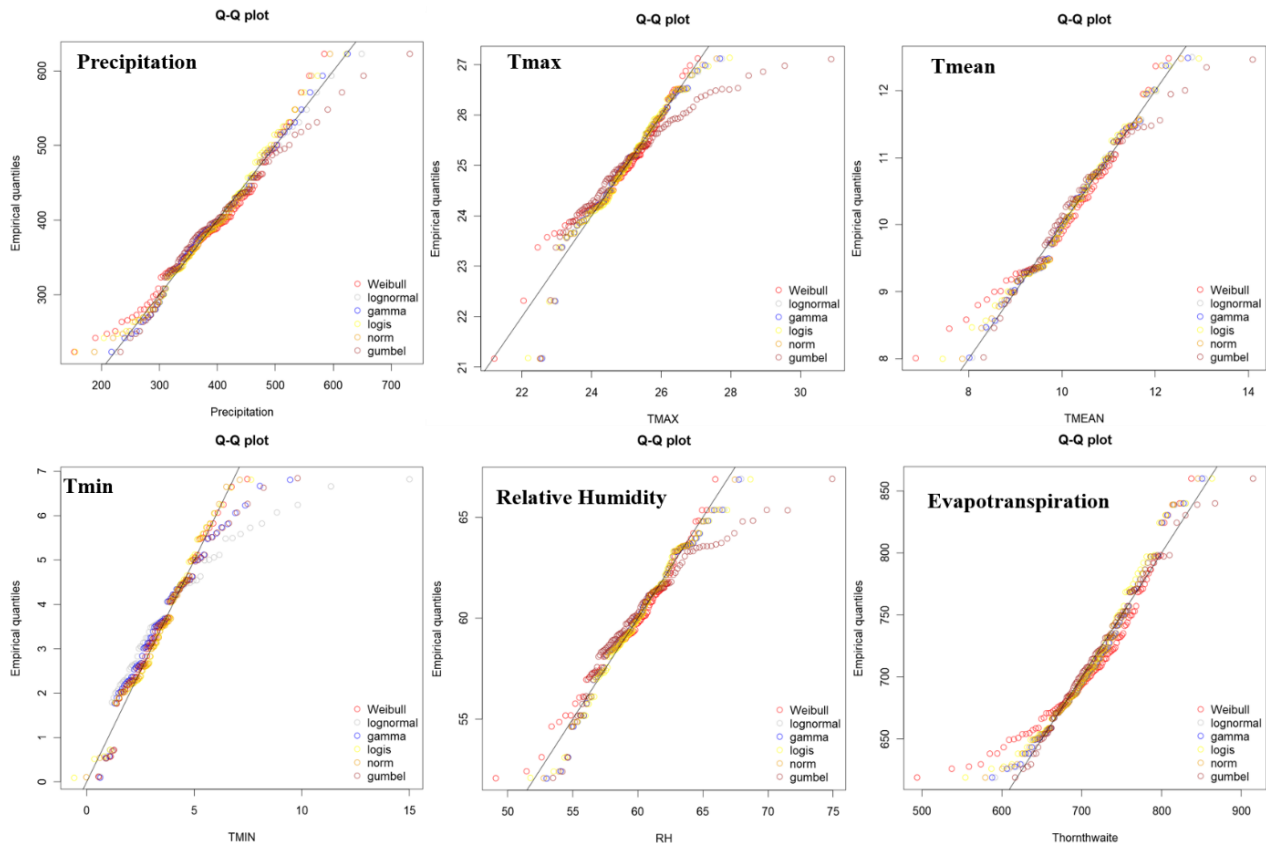 Q-Q plot
Precipitation
Empirical quantiles
600
500
400
300
200 300 400 500 600 700
Precipitation
Weibull
lognormal
gamma
logis
norm
gumbel
Q-Q plot
Tmax
Empirical quantiles
27
26
25
24
23
22
21
22 24 26 28 30
TMAX
Weibull
lognormal
gamma
logis
norm
gumbel
Q-Q plot
Tmean
Empirical quantiles
12
11
10
9
8
8 10 12 14
TMEAN
Weibull
lognormal
gamma
logis
norm
gumbel
Q-Q plot
Tmin
Empirical quantiles
7
6
5
4
3
2
1
0
0 5 10 15
TMIN
Weibull
lognormal
gamma
logis
norm
gumbel
Q-Q plot
Relative Humidity
Empirical quantiles
65
60
55
50 55 60 65 70 75
RH
Weibull
lognormal
gamma
logis
norm
gumbel
Q-Q plot
Evapotranspiration
Empirical quantiles
850
800
750
700
650
500 600 700 800 900
Thornthwaite
Weibull
lognormal
gamma
logis
norm
gumbel